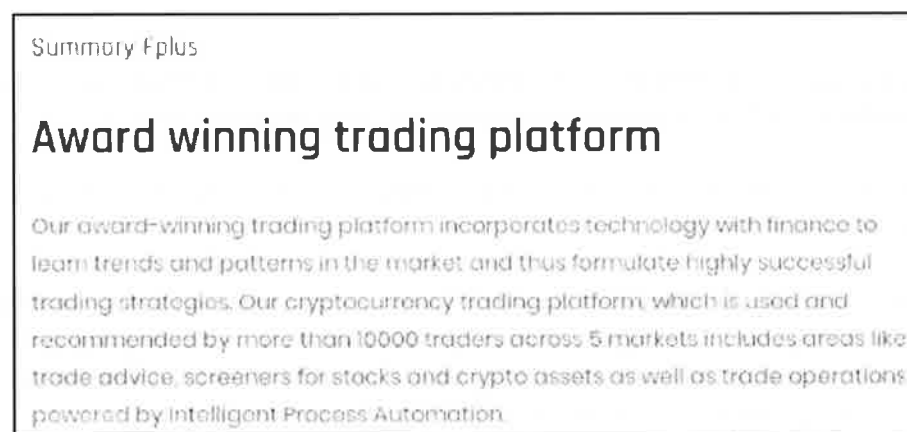 Summary Fplus
Award winning trading platform
Our award-winning trading platform incorporates technology with finance to
learn trends and patterns in the market and thus formulate highly successful
trading strategies. Our cryptocurrency trading platform, which is used and
recommended by more than 10000 traders across 5 markets includes areas like
trade advice, screeners for stocks and crypto assets as well as trade operations
powered by Intelligent Process Automation.